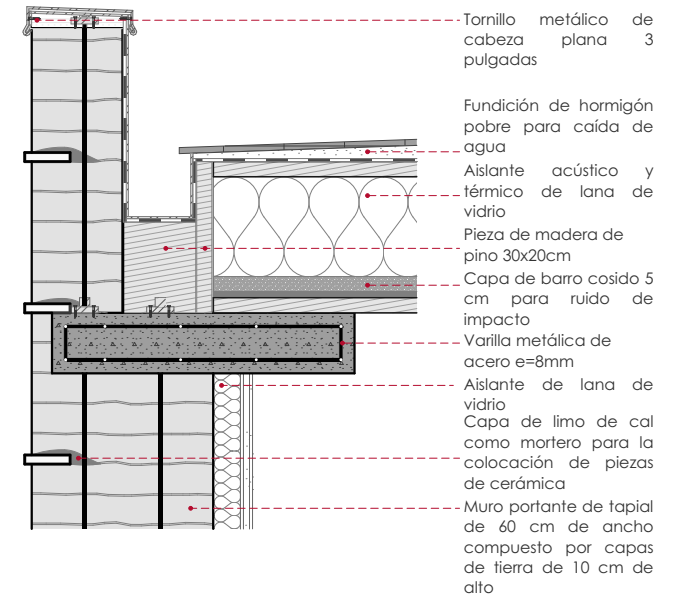 Tornillo metálico de
cabeza plana 3
pulgadas
Fundición de hormigón
pobre para caída de
agua
Aislante acústico y
térmico de lana de
vidrio
Pieza de madera de
pino 30x20cm
Capa de barro cosido 5
cm para ruido de
impacto
Varilla metálica de
acero e=8mm
Aislante de lana de
vidrio
Capa de limo de cal
como mortero para la
colocación de piezas
de cerámica
Muro portante de tapial
de 60 cm de ancho
compuesto por capas
de tierra de 10 cm de
alto